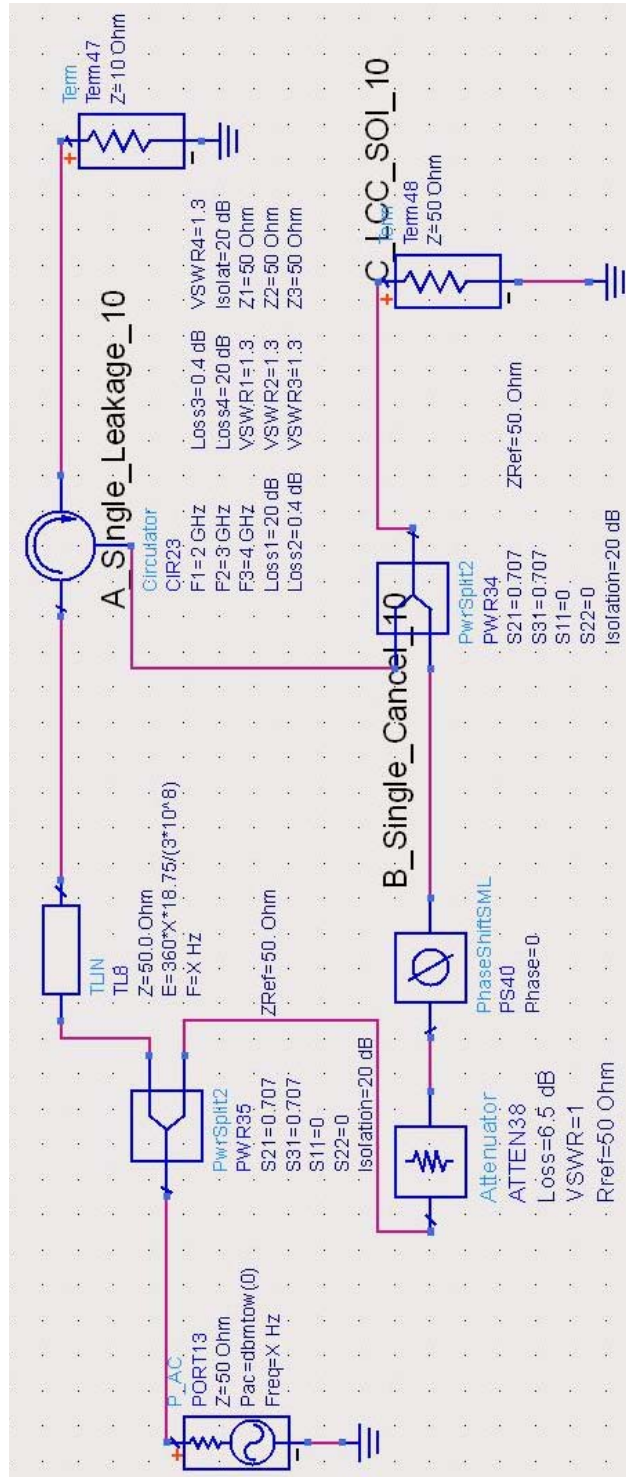 P_AC
PORT13
Z=50 Ohm
Pac=dbmtow(0)
Freq=X Hz
PwrSplit2
PWR35
S21=0.707
S31=0.707
S11=0
S22=0
Isolation=20 dB
ZRef=50. Ohm
TLIN
TL8
Z=50.0 Ohm
E=360*X*18.75/(3*10^8)
F=X Hz
A_Single_Leakage_10
Circulator
CIR23
F1=2 GHz
F2=3 GHz
F3=4 GHz
Loss1=20 dB
Loss2=0.4 dB
Loss3=0.4 dB
Loss4=20 dB
VSWR1=1.3
VSWR2=1.3
VSWR3=1.3
VSWR4=1.3
Isolat=20 dB
Z1=50 Ohm
Z2=50 Ohm
Z3=50 Ohm
+
Term
Term47
Z=10 Ohm
-
Attenuator
ATTEN38
Loss=6.5 dB
VSWR=1
Rref=50 Ohm
PhaseShiftSML
PS40
Phase=0
B_Single_Cancel_10
PwrSplit2
PWR34
S21=0.707
S31=0.707
S11=0.
S22=0
Isolation=20 dB
ZRef=50. Ohm
C_LCC_SOI_10
+
Term
Term48
Z=50 Ohm
-